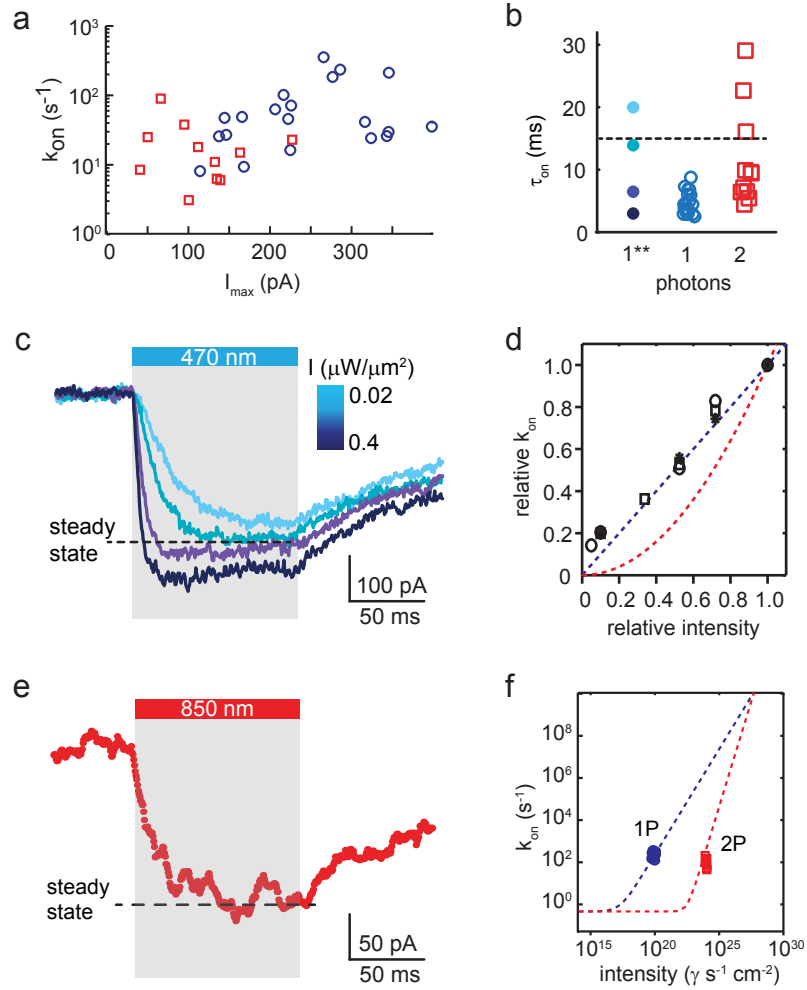 a
k_on (s⁻¹)
10³
10²
10¹
10⁰
0 100 200 300
I_max (pA)
b
τ_on (ms)
30
20
10
0
1** 1 2
photons
c
470 nm
I (μW/μm²)
0.02
0.4
steady
state
100 pA
50 ms
d
relative k_on
1.0
0.8
0.6
0.4
0.2
0
0 0.2 0.4 0.6 0.8 1.0
relative intensity
e
850 nm
steady
state
50 pA
50 ms
f
k_on (s⁻¹)
10⁸
10⁶
10⁴
10²
10⁰
1P
2P
10¹⁵ 10²⁰ 10²⁵ 10³⁰
intensity (γ s⁻¹ cm⁻²)